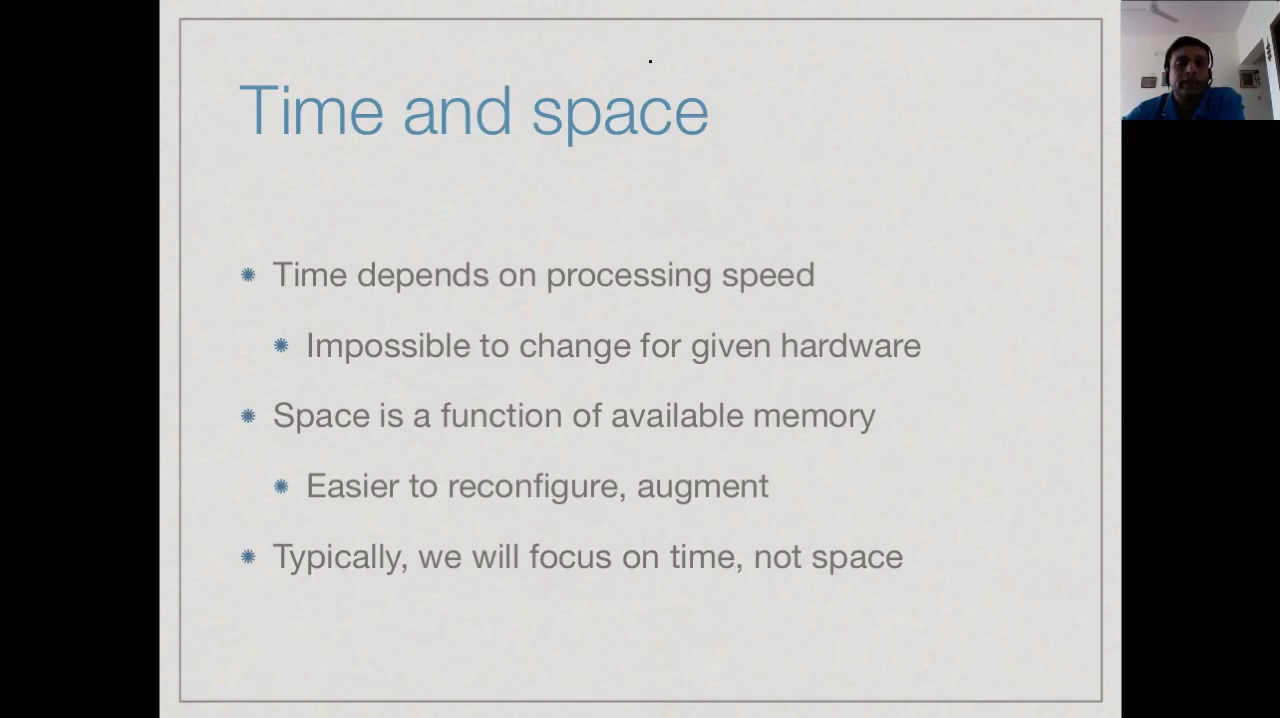 Time and space
Time depends on processing speed
Impossible to change for given hardware
Space is a function of available memory
Easier to reconfigure, augment
Typically, we will focus on time, not space